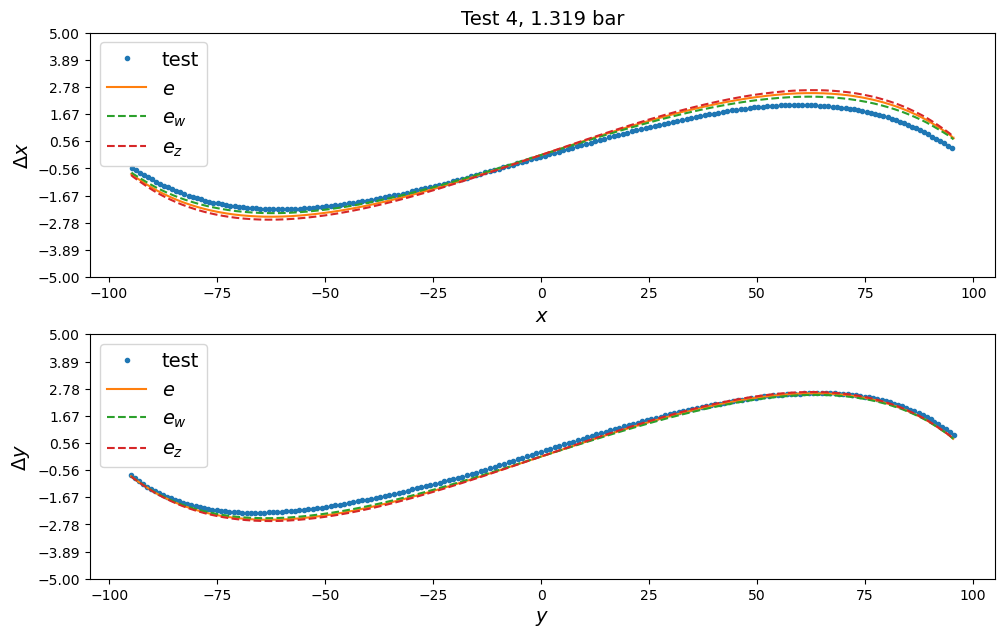 Test 4, 1.319 bar
5.00
3.89
2.78
1.67
0.56
−0.56
−1.67
−2.78
−3.89
−5.00
Δx
test
e
e_w
e_z
−100 −75 −50 −25 0 25 50 75 100
x
5.00
3.89
2.78
1.67
0.56
−0.56
−1.67
−2.78
−3.89
−5.00
Δy
test
e
e_w
e_z
−100 −75 −50 −25 0 25 50 75 100
y